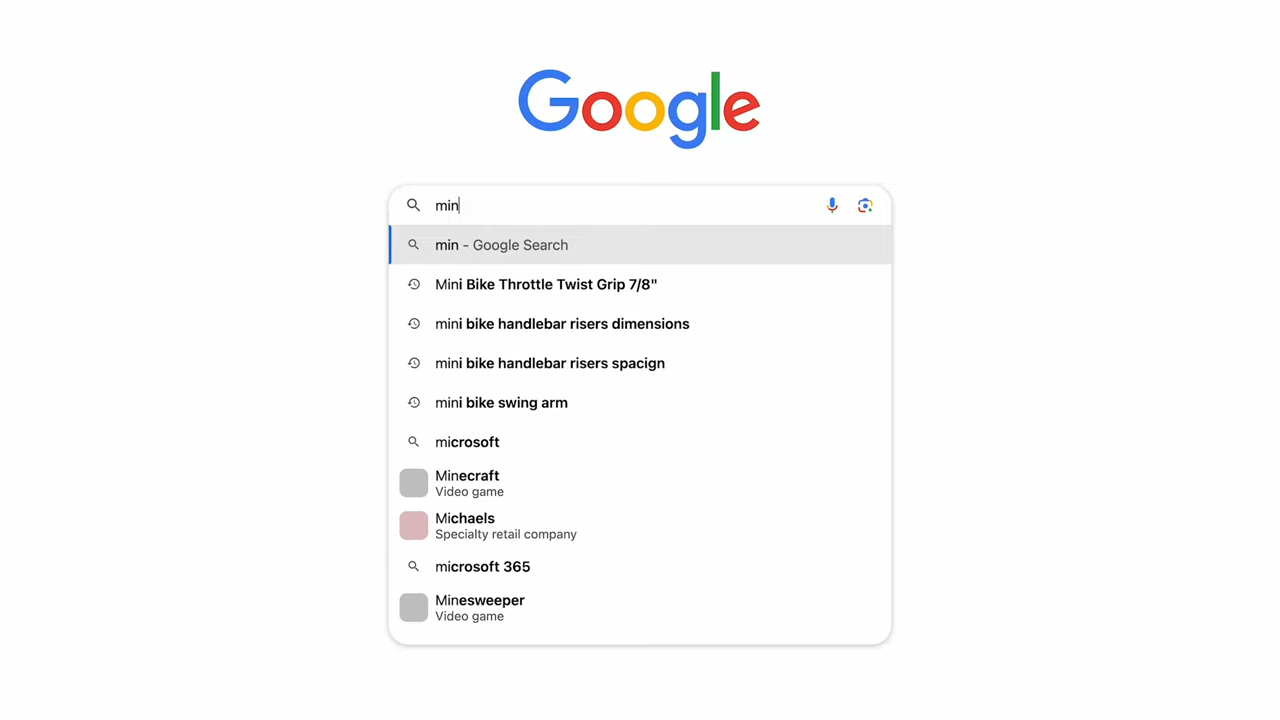 Google
min
min - Google Search
Mini Bike Throttle Twist Grip 7/8"
mini bike handlebar risers dimensions
mini bike handlebar risers spacign
mini bike swing arm
microsoft
Minecraft
Video game
Michaels
Specialty retail company
microsoft 365
Minesweeper
Video game